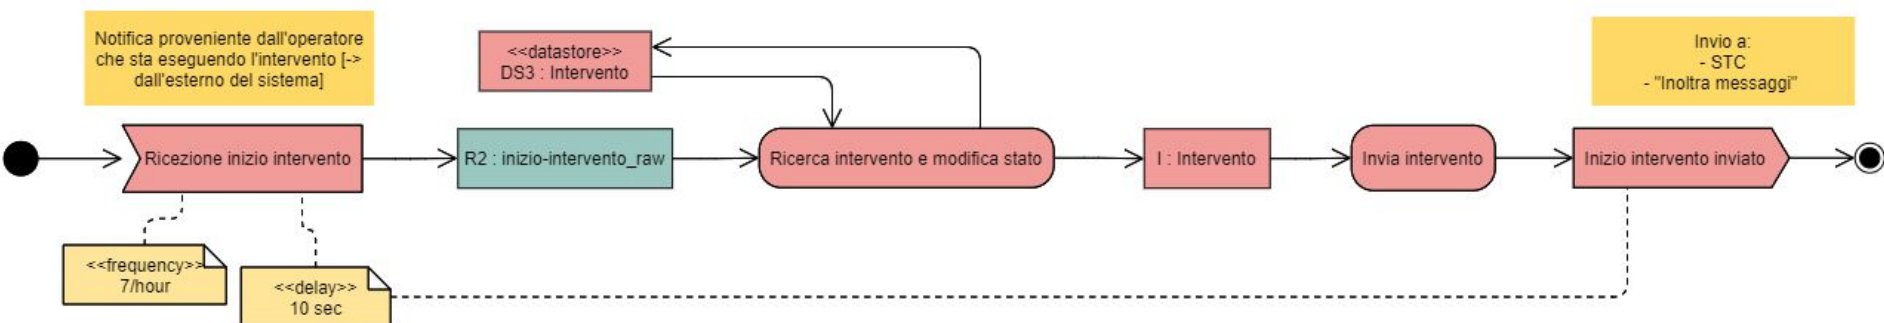 Notifica proveniente dall'operatore
che sta eseguendo l'intervento [->
dall'esterno del sistema]
<<datastore>>
DS3 : Intervento
Invio a:
- STC
- "Inoltra messaggi"
Ricezione inizio intervento
R2 : inizio-intervento_raw
Ricerca intervento e modifica stato
I : Intervento
Invia intervento
Inizio intervento inviato
<<frequency>>
7/hour
<<delay>>
10 sec